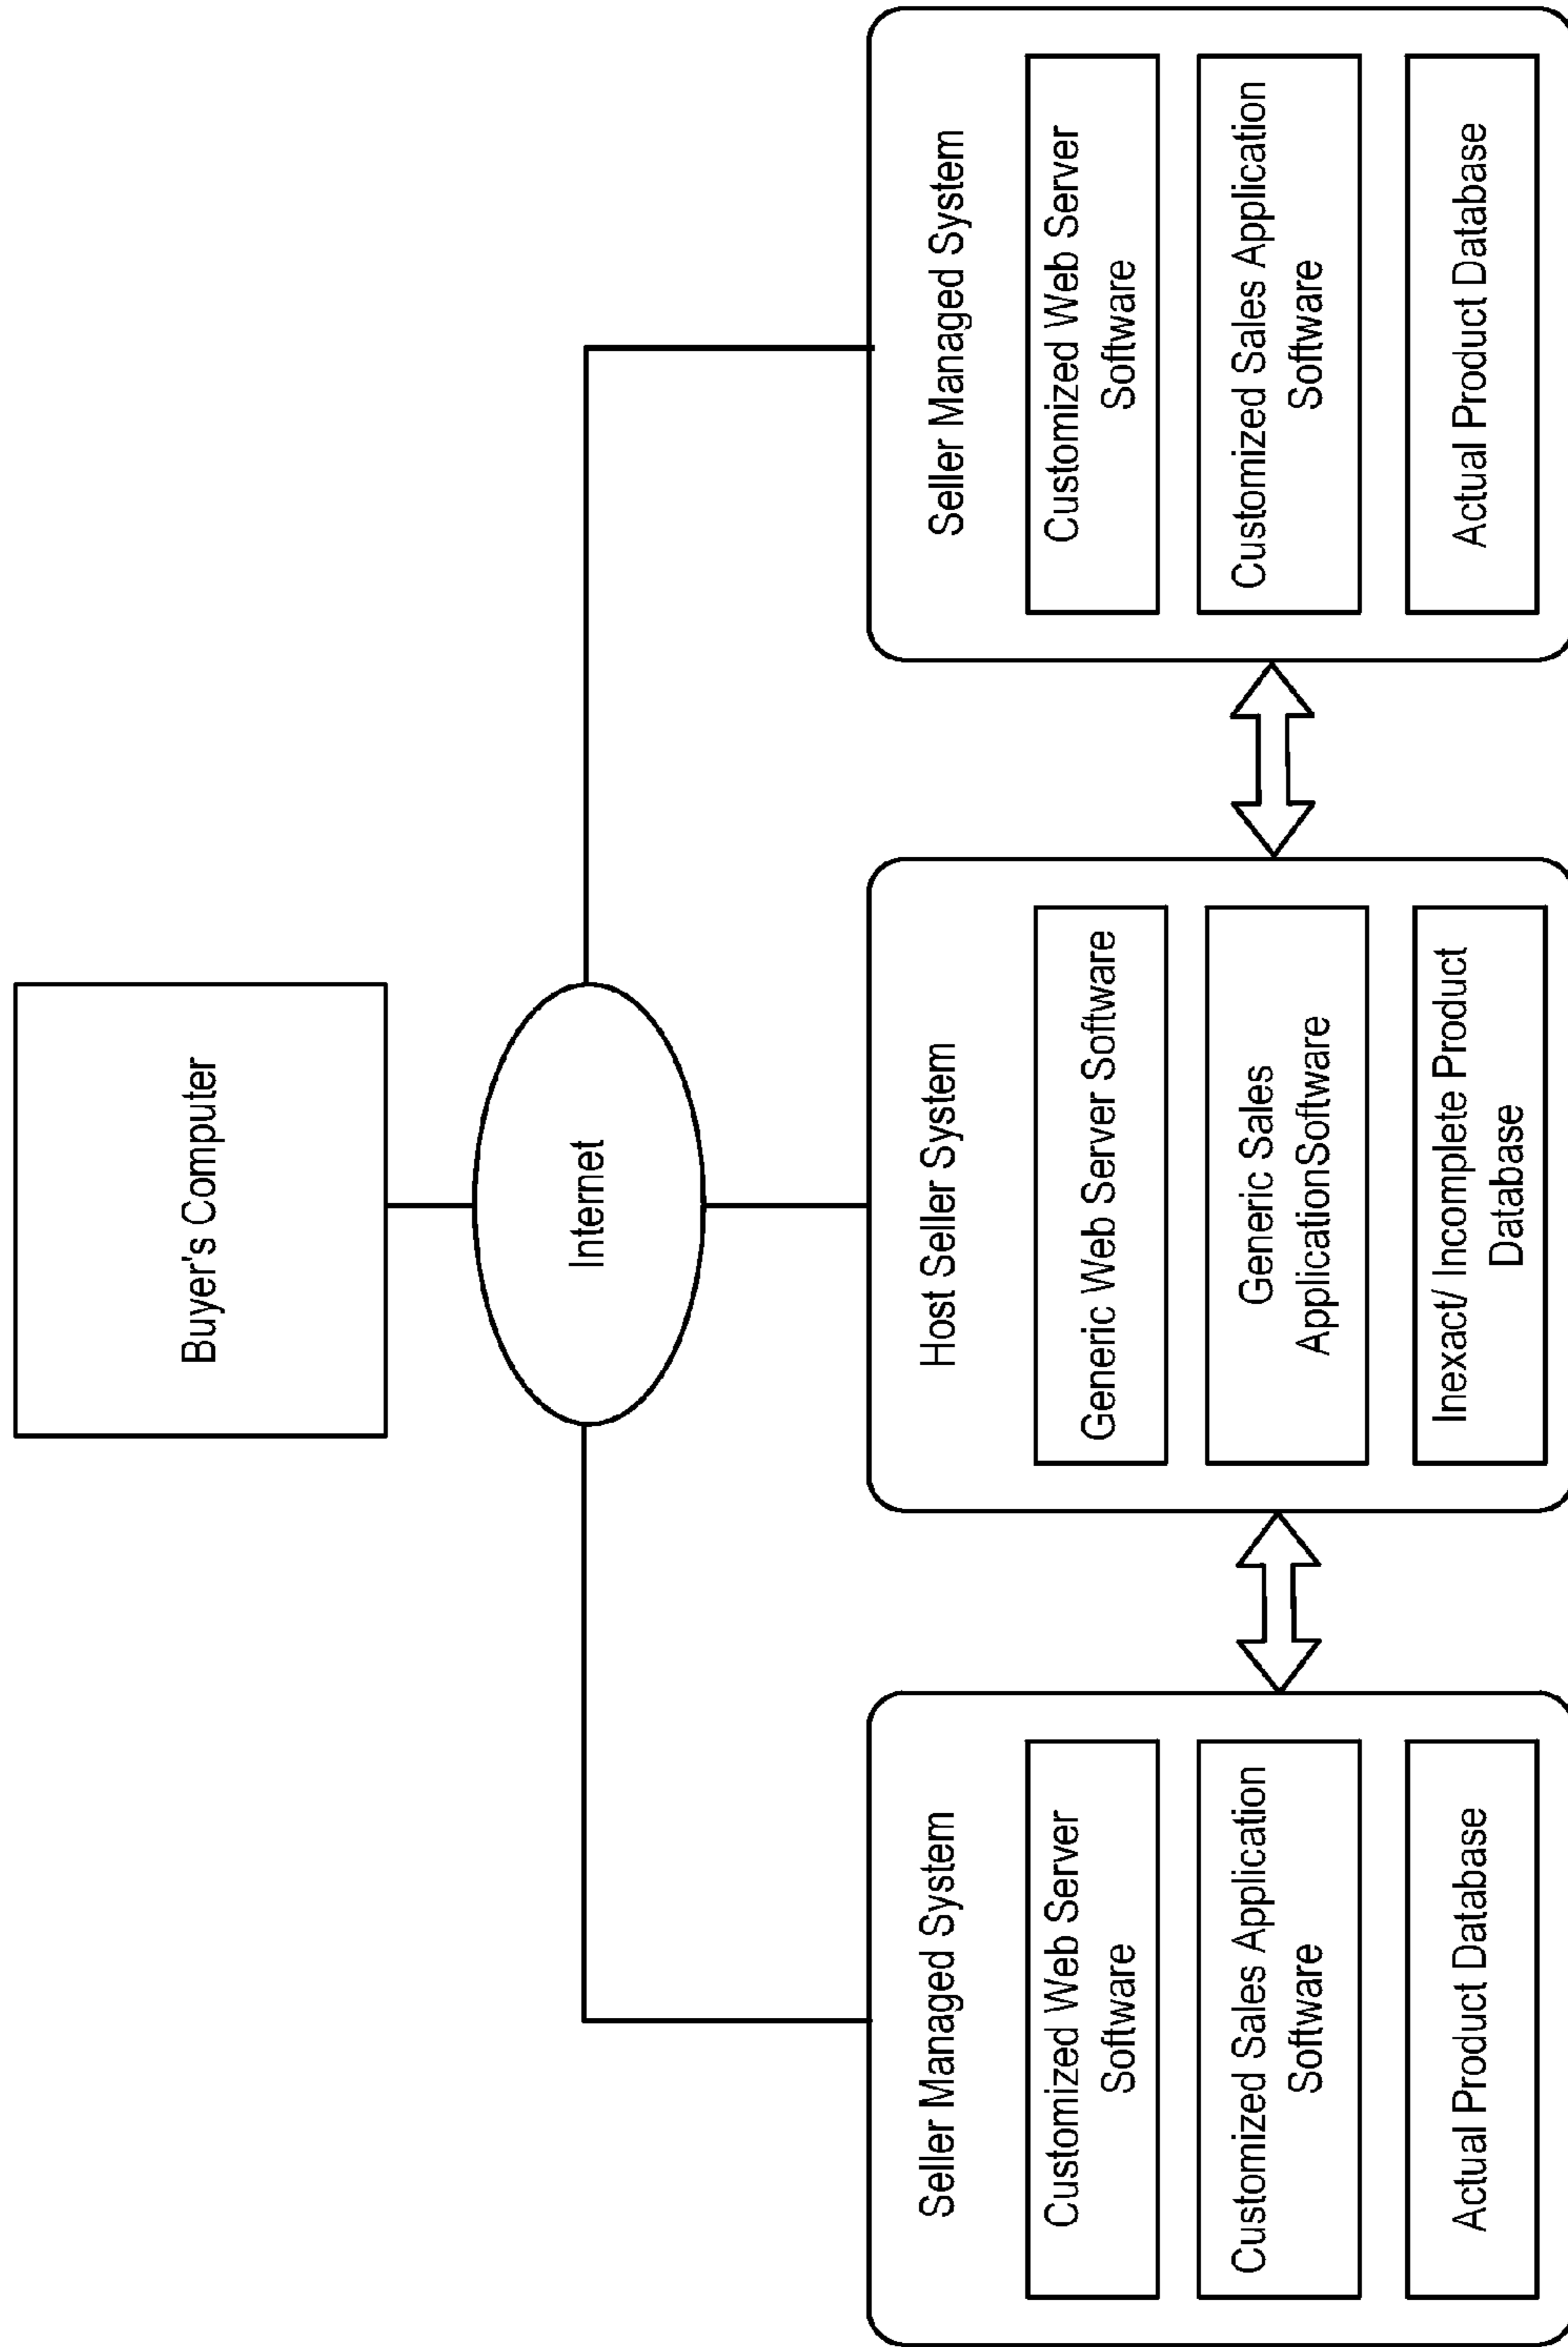 Buyer's Computer
Internet
Seller Managed System
Customized Web Server
Software
Customized Sales Application
Software
Actual Product Database
Host Seller System
Generic Web Server Software
Generic Sales
ApplicationSoftware
Inexact/ Incomplete Product
Database
Seller Managed System
Customized Web Server
Software
Customized Sales Application
Software
Actual Product Database